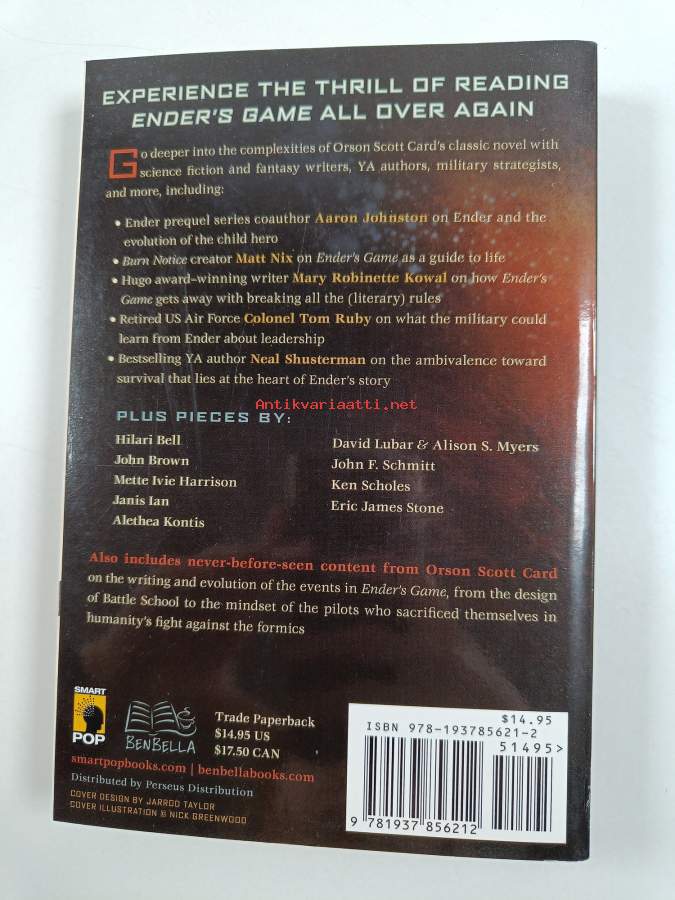 EXPERIENCE THE THRILL OF READING
ENDER'S GAME ALL OVER AGAIN
Go deeper into the complexities of Orson Scott Card's classic novel with
science fiction and fantasy writers, YA authors, military strategists,
and more, including:
• Ender prequel series coauthor Aaron Johnston on Ender and the
evolution of the child hero
• Burn Notice creator Matt Nix on Ender's Game as a guide to life
• Hugo award–winning writer Mary Robinette Kowal on how Ender's
Game gets away with breaking all the (literary) rules
• Retired US Air Force Colonel Tom Ruby on what the military could
learn from Ender about leadership
• Bestselling YA author Neal Shusterman on the ambivalence toward
survival that lies at the heart of Ender's story
Antikvariaatti.net
PLUS PIECES BY:
Hilari Bell
John Brown
Mette Ivie Harrison
Janis Ian
Alethea Kontis
David Lubar & Alison S. Myers
John F. Schmitt
Ken Scholes
Eric James Stone
Also includes never-before-seen content from Orson Scott Card
on the writing and evolution of the events in Ender's Game, from the design
of Battle School to the mindset of the pilots who sacrificed themselves in
humanity's fight against the formics
SMART
POP
BENBELLA
Trade Paperback
$14.95 US
$17.50 CAN
smartpopbooks.com | benbellabooks.com
Distributed by Perseus Distribution
COVER DESIGN BY JARROD TAYLOR
COVER ILLUSTRATION © NICK GREENWOOD
$14.95
ISBN 978-193785621-2
51495>
9 781937 856212